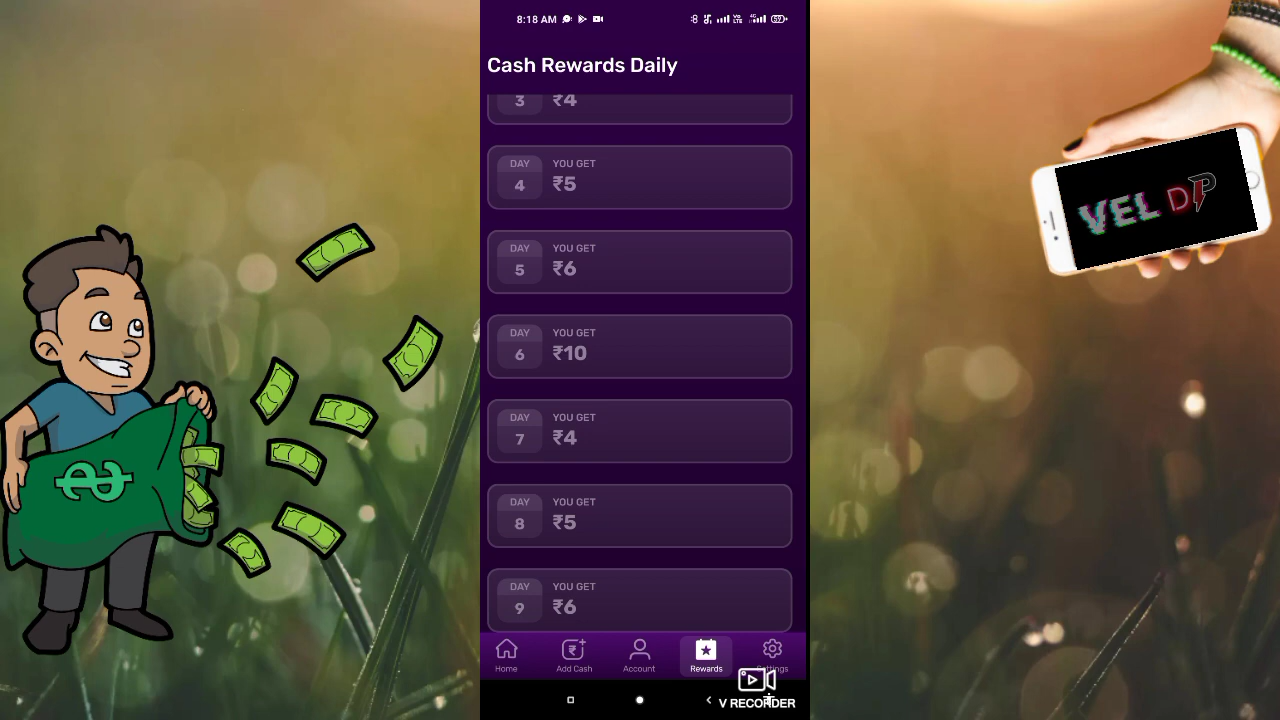 8:18 AM
Cash Rewards Daily
3 ₹4
DAY YOU GET
4 ₹5
DAY YOU GET
5 ₹6
DAY YOU GET
6 ₹10
DAY YOU GET
7 ₹4
DAY YOU GET
8 ₹5
DAY YOU GET
9 ₹6
Home Add Cash Account Rewards Settings
V RECORDER
VEL DP